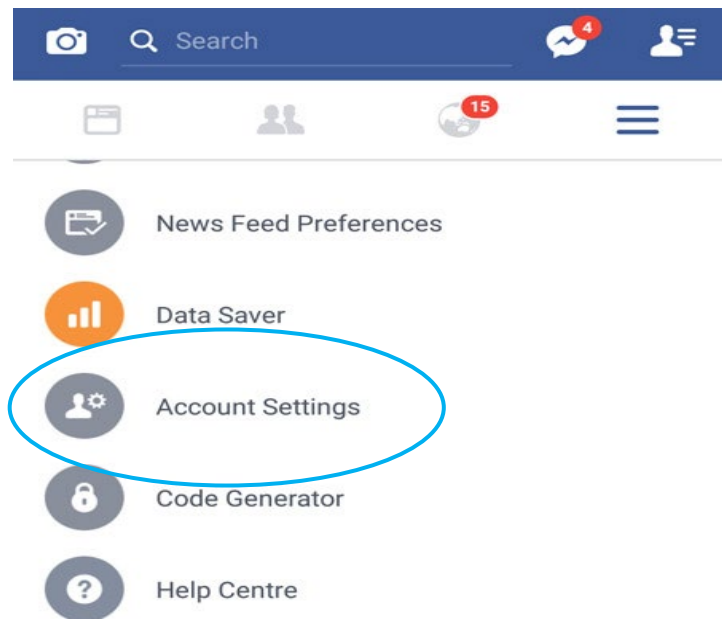 Search
4
15
News Feed Preferences
Data Saver
Account Settings
Code Generator
? Help Centre